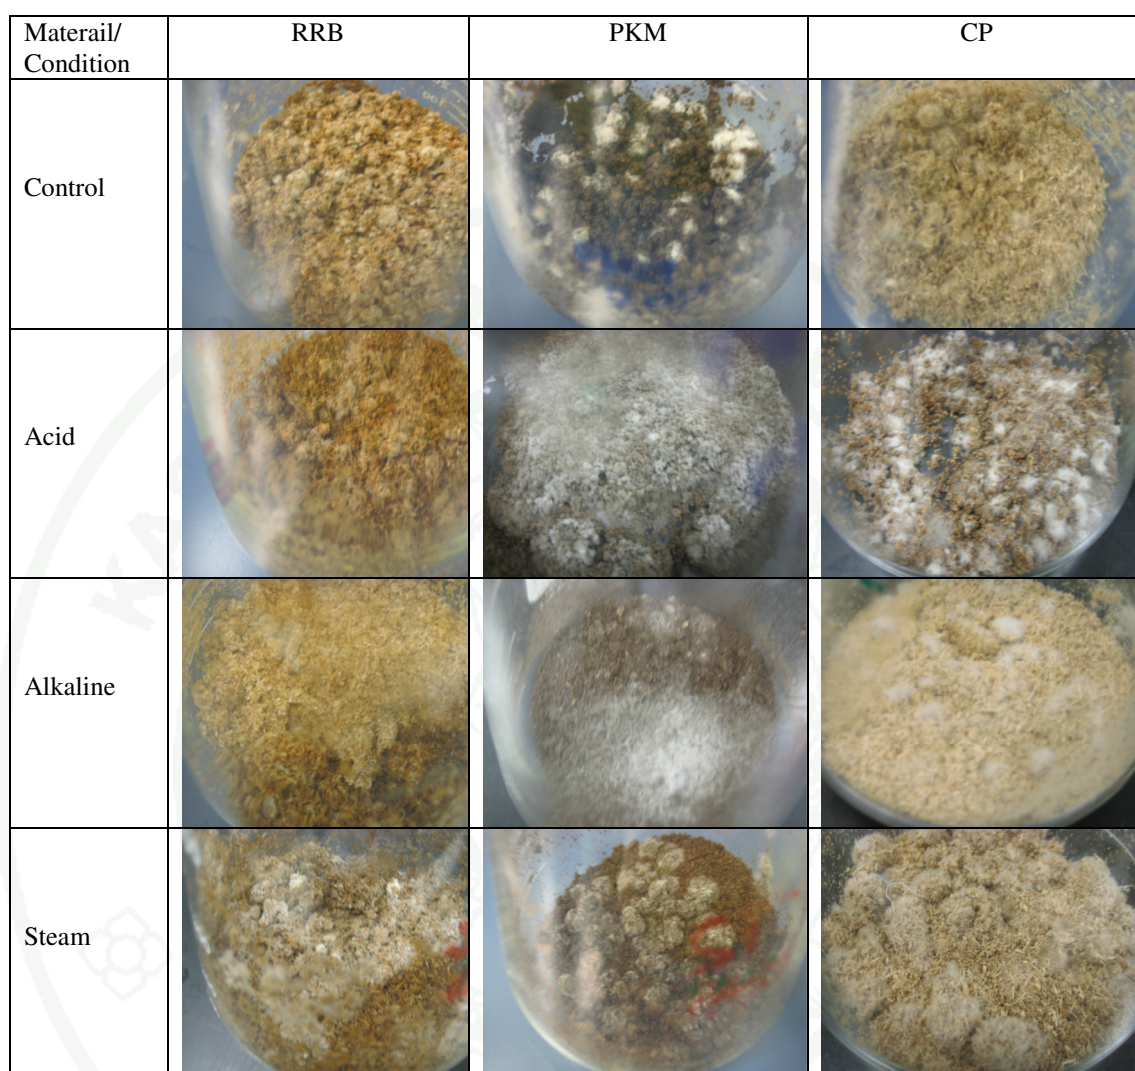 Materail/
Condition
RRB
PKM
CP
Control
Acid
Alkaline
Steam